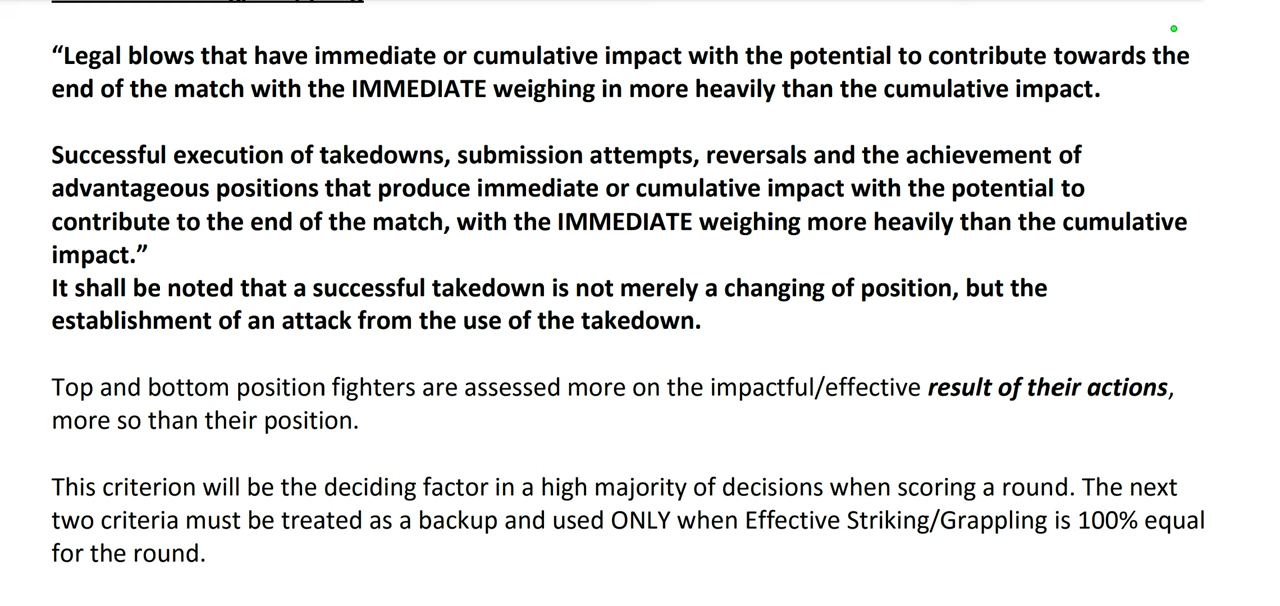 “Legal blows that have immediate or cumulative impact with the potential to contribute towards the
end of the match with the IMMEDIATE weighing in more heavily than the cumulative impact.
Successful execution of takedowns, submission attempts, reversals and the achievement of
advantageous positions that produce immediate or cumulative impact with the potential to
contribute to the end of the match, with the IMMEDIATE weighing more heavily than the cumulative
impact.”
It shall be noted that a successful takedown is not merely a changing of position, but the
establishment of an attack from the use of the takedown.
Top and bottom position fighters are assessed more on the impactful/effective result of their actions,
more so than their position.
This criterion will be the deciding factor in a high majority of decisions when scoring a round. The next
two criteria must be treated as a backup and used ONLY when Effective Striking/Grappling is 100% equal
for the round.